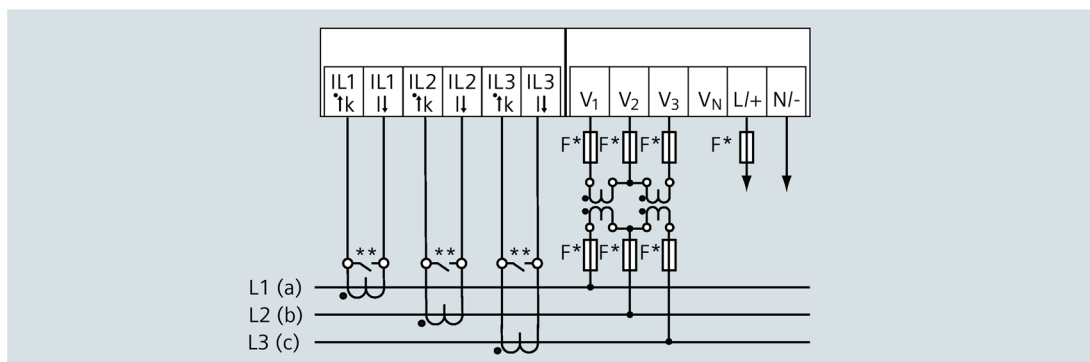 IL1 IL1 IL2 IL2 IL3 IL3
k l k l k l V1 V2 V3 VN L/+ N/-
F* F* F* F*
F* F* F*
** ** **
L1 (a)
L2 (b)
L3 (c)